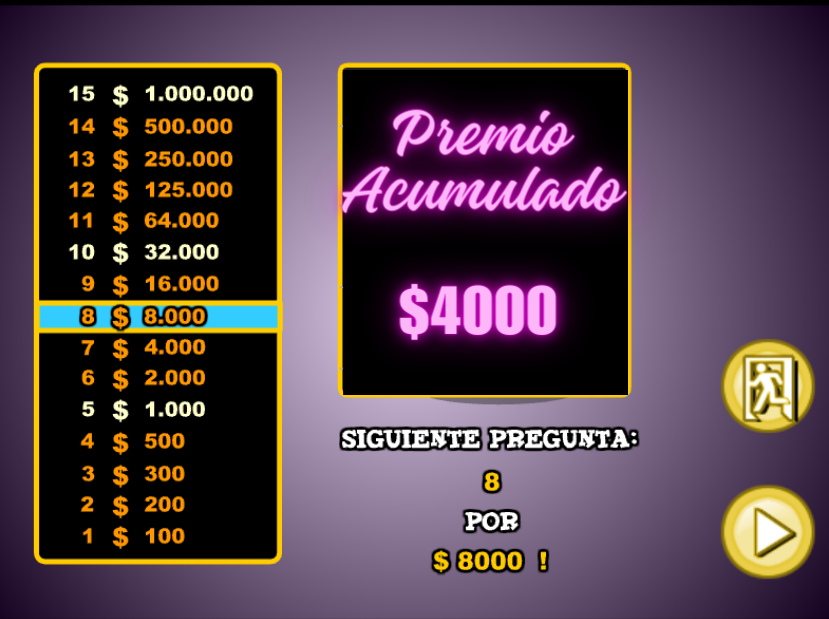 15 $ 1.000.000
14 $ 500.000
13 $ 250.000
12 $ 125.000
11 $ 64.000
10 $ 32.000
9 $ 16.000
8 $ 8.000
7 $ 4.000
6 $ 2.000
5 $ 1.000
4 $ 500
3 $ 300
2 $ 200
1 $ 100
Premio
Acumulado
$4000
SIGUIENTE PREGUNTA:
8
POR
$ 8000 !